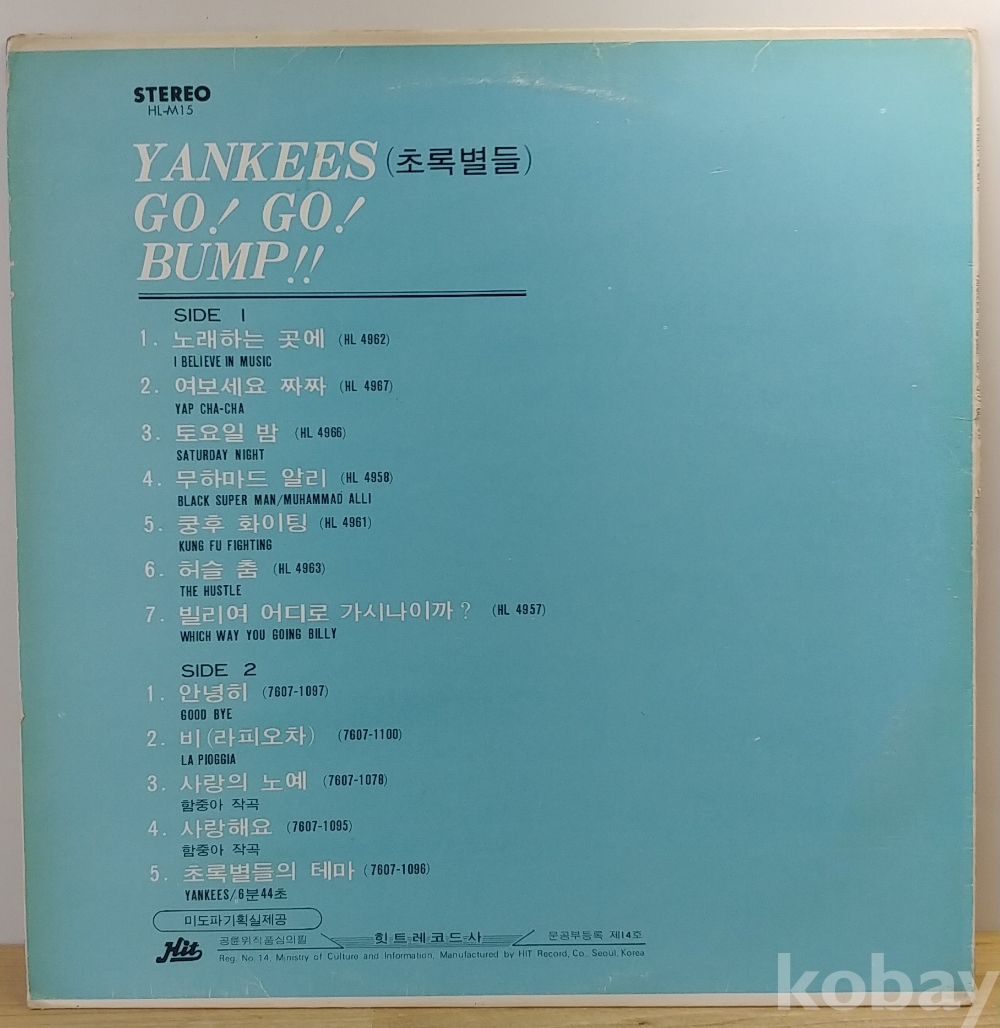 STEREO
HL-M15
YANKEES (초록별들)
GO! GO!
BUMP!!
SIDE 1
1. 노래하는 곳에 (HL 4962)
I BELIEVE IN MUSIC
2. 여보세요 짜짜 (HL 4967)
YAP CHA-CHA
3. 토요일 밤 (HL 4966)
SATURDAY NIGHT
4. 무하마드 알리 (HL 4958)
BLACK SUPER MAN/MUHAMMAD ALLI
5. 쿵후 화이팅 (HL 4961)
KUNG FU FIGHTING
6. 허슬 춤 (HL 4963)
THE HUSTLE
7. 빌리여 어디로 가시나이까? (HL 4957)
WHICH WAY YOU GOING BILLY
SIDE 2
1. 안녕히 (7607-1097)
GOOD BYE
2. 비(라피오차) (7607-1100)
LA PIOGGIA
3. 사랑의 노예 (7607-1078)
함중아 작곡
4. 사랑해요 (7607-1095)
함중아 작곡
5. 초록별들의 테마 (7607-1096)
YANKEES/6분44초
미도파기획실제공
Hit 공윤위작품심의필 힛트레코드사 문공부등록 제14호
Reg. No. 14, Ministry of Culture and Information, Manufactured by HIT Record, Co., Seoul, Korea
kobay